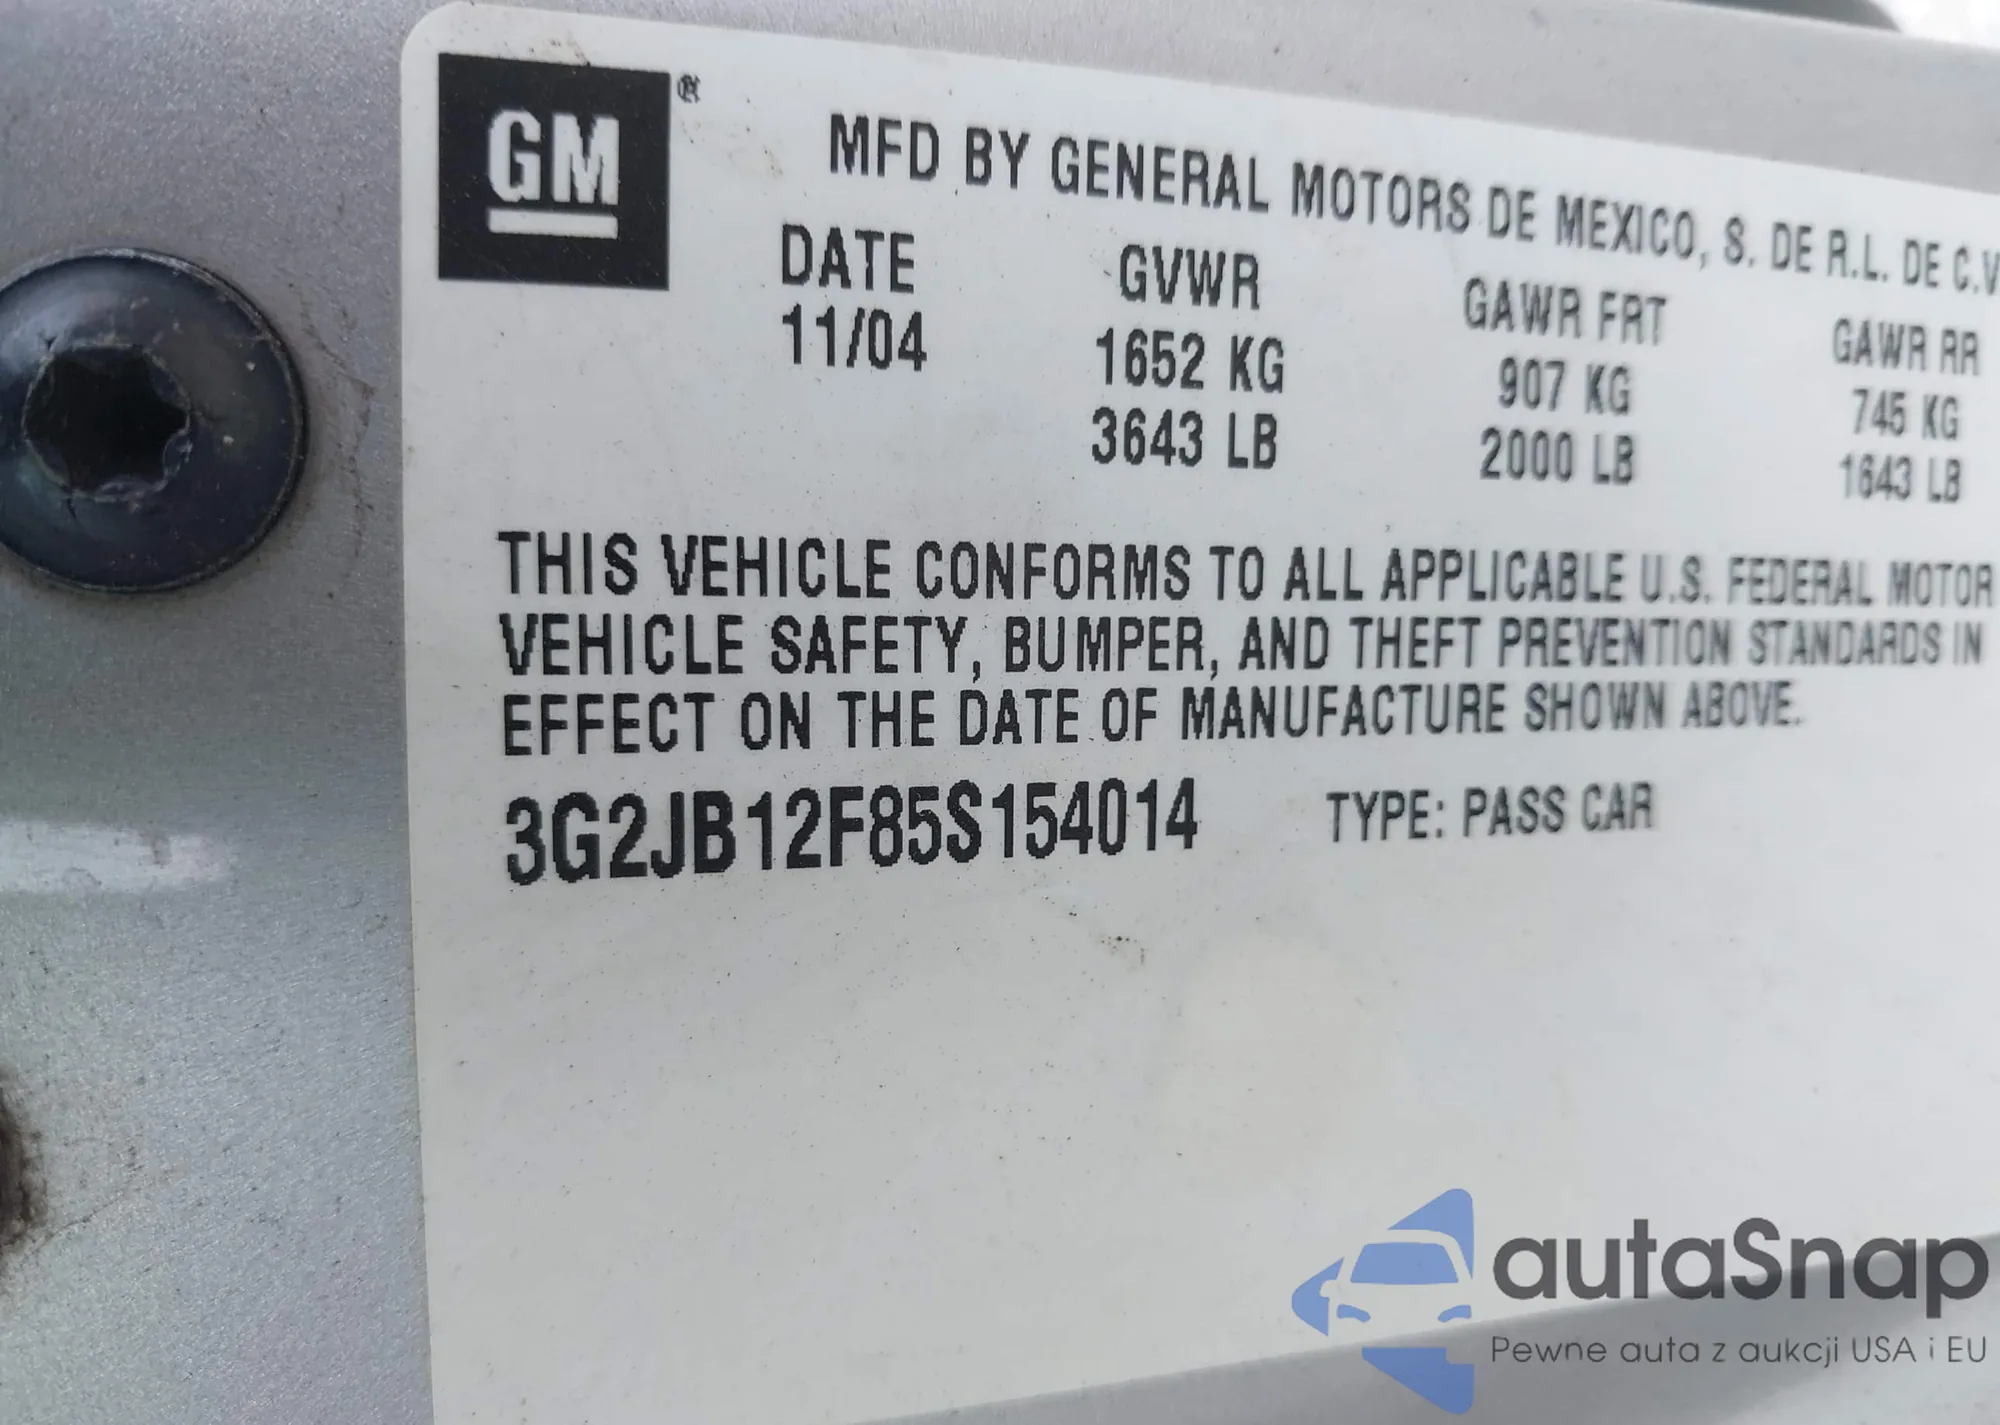 GM ®
MFD BY GENERAL MOTORS DE MEXICO, S. DE R.L. DE C.V
DATE GVWR GAWR FRT GAWR RR
11/04 1652 KG 907 KG 745 KG
3643 LB 2000 LB 1643 LB
THIS VEHICLE CONFORMS TO ALL APPLICABLE U.S. FEDERAL MOTOR
VEHICLE SAFETY, BUMPER, AND THEFT PREVENTION STANDARDS IN
EFFECT ON THE DATE OF MANUFACTURE SHOWN ABOVE.
3G2JB12F85S154014 TYPE: PASS CAR
autaSnap
Pewne auta z aukcji USA i EU